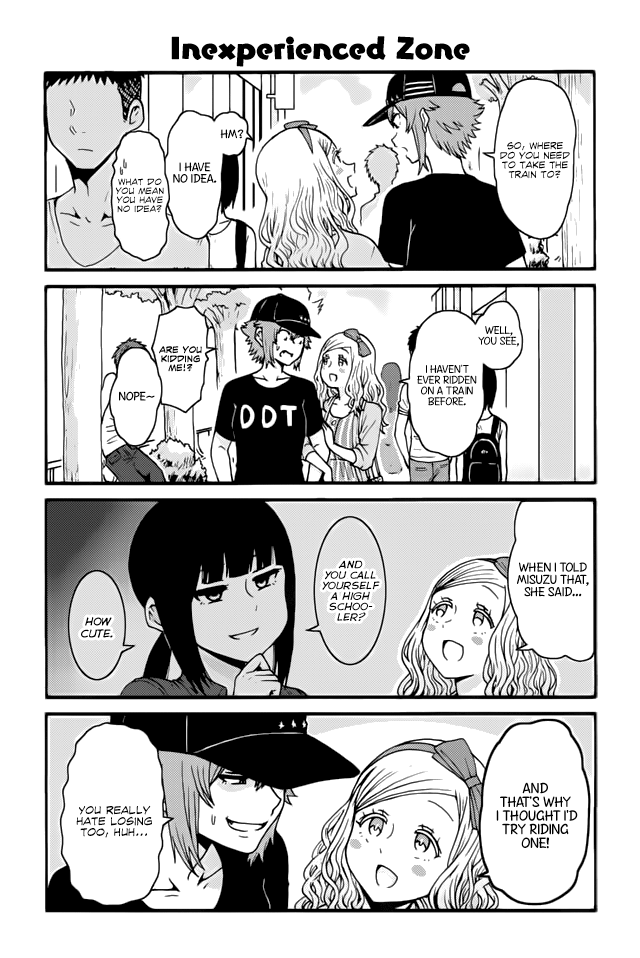 Inexperienced Zone
SO, WHERE
DO YOU NEED
TO TAKE THE
TRAIN TO?
HM?
I HAVE
NO IDEA.
WHAT DO
YOU MEAN
YOU HAVE
NO IDEA?
WELL,
YOU SEE,
I HAVEN'T
EVER RIDDEN
ON A TRAIN
BEFORE.
ARE YOU
KIDDING
ME!?
NOPE~
DDT
WHEN I TOLD
MISUZU THAT,
SHE SAID...
AND
YOU CALL
YOURSELF
A HIGH
SCHOO-
LER?
HOW
CUTE.
AND
THAT'S WHY
I THOUGHT I'D
TRY RIDING
ONE!
YOU REALLY
HATE LOSING
TOO, HUH...